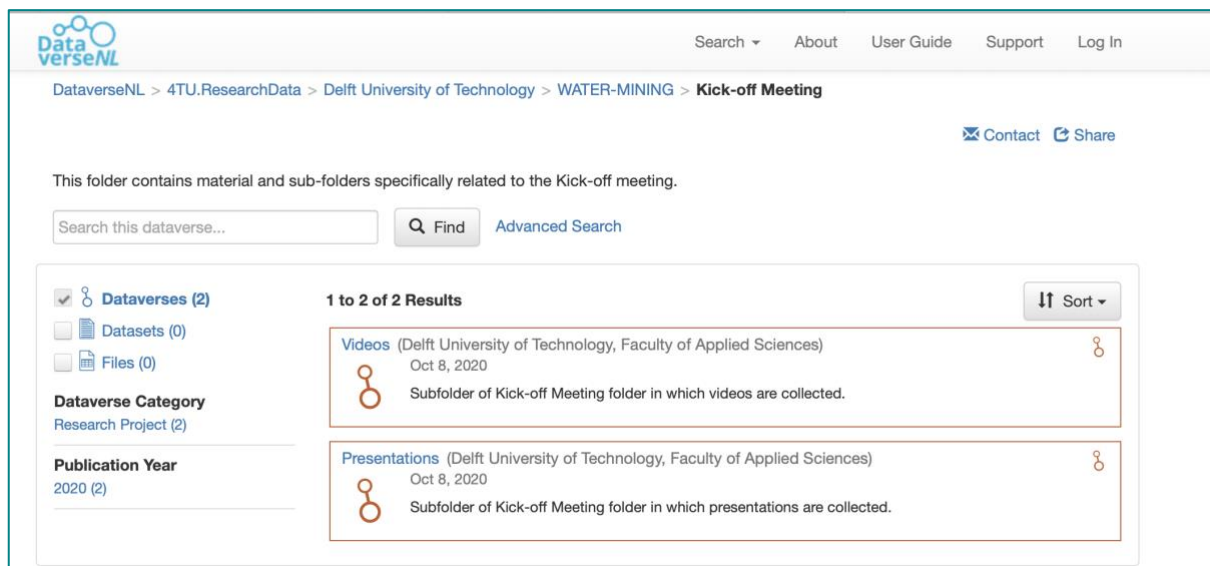 Data
verseNL
Search About User Guide Support Log In
DataverseNL > 4TU.ResearchData > Delft University of Technology > WATER-MINING > Kick-off Meeting
Contact Share
This folder contains material and sub-folders specifically related to the Kick-off meeting.
Search this dataverse... Find Advanced Search
Dataverses (2)
Datasets (0)
Files (0)
Dataverse Category
Research Project (2)
Publication Year
2020 (2)
1 to 2 of 2 Results Sort
Videos (Delft University of Technology, Faculty of Applied Sciences)
Oct 8, 2020
Subfolder of Kick-off Meeting folder in which videos are collected.
Presentations (Delft University of Technology, Faculty of Applied Sciences)
Oct 8, 2020
Subfolder of Kick-off Meeting folder in which presentations are collected.